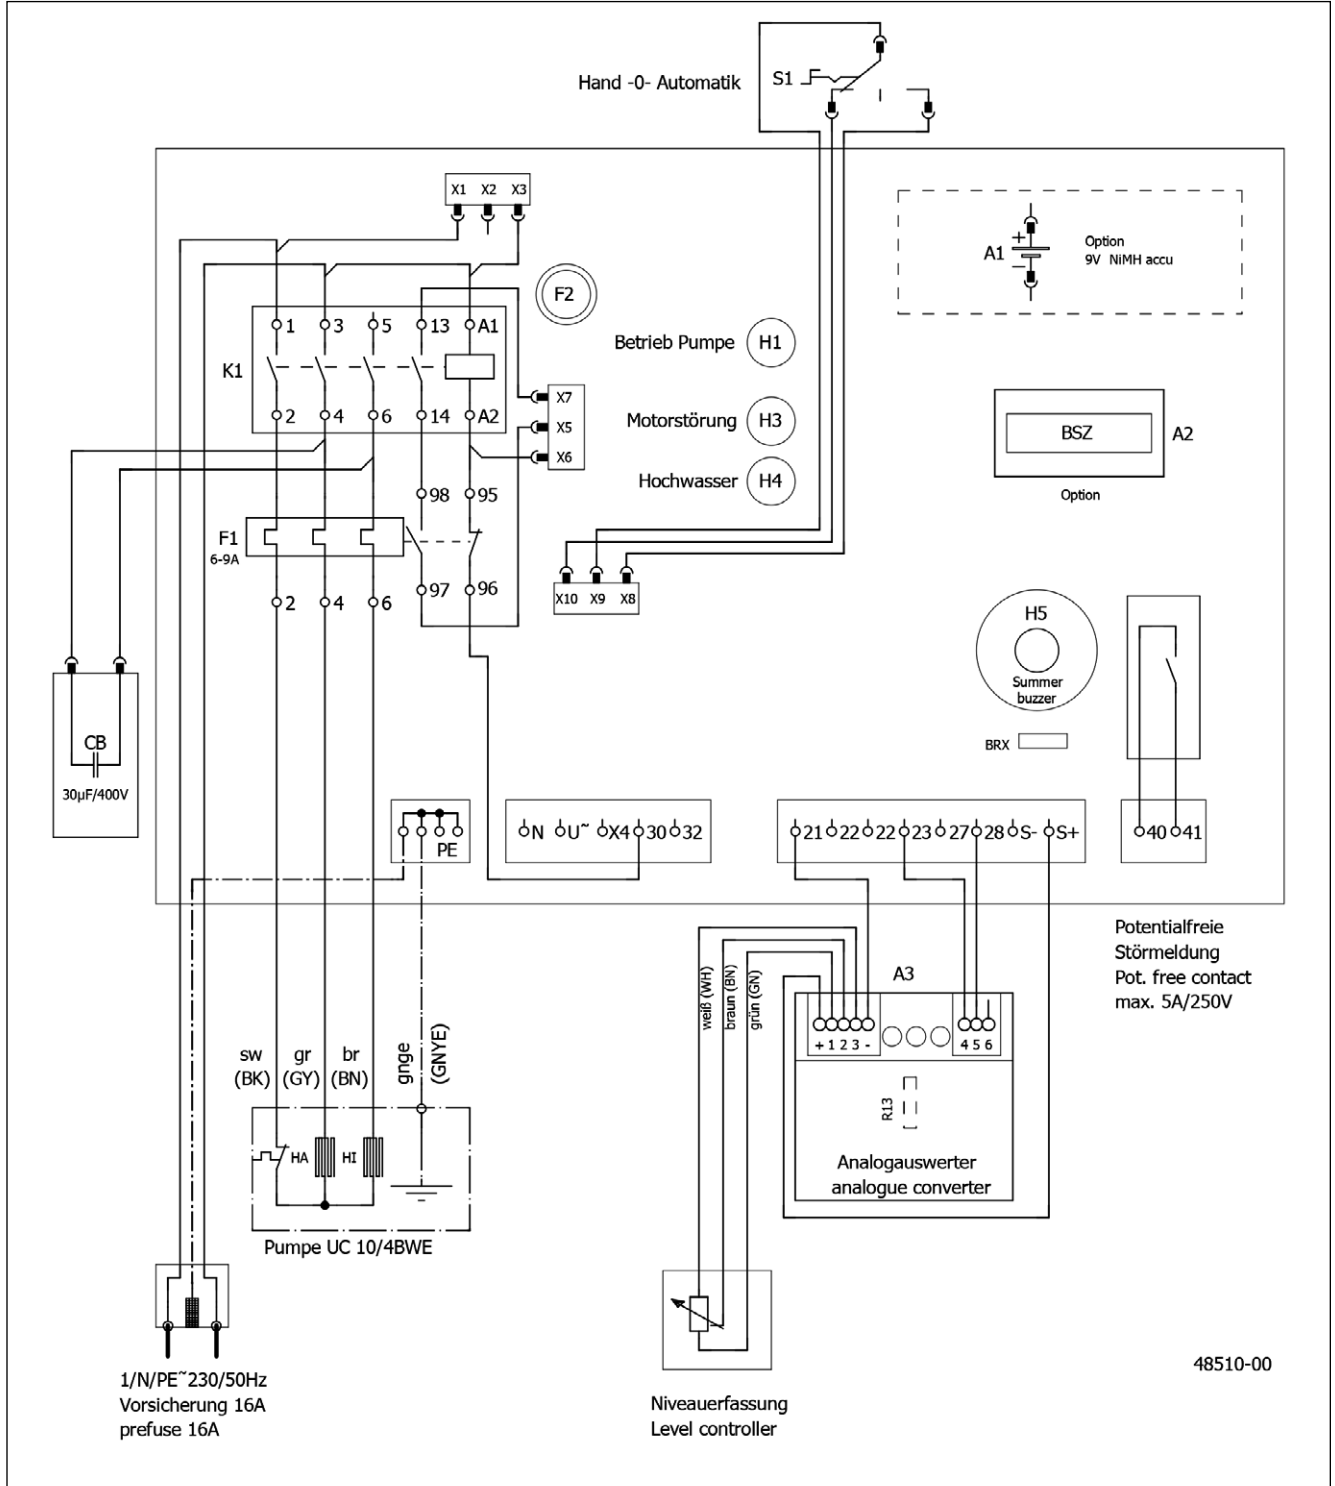 Hand -0- Automatik
S1
X1 X2 X3
F2
A1
+
−
Option
9V NiMH accu
1 3 5 13 A1
K1
2 4 6 14 A2
Betrieb Pumpe H1
Motorstörung H3
Hochwasser H4
X7
X5
X6
BSZ
A2
Option
98 95
F1
6-9A
97 96
2 4 6
X10 X9 X8
H5
Summer
buzzer
BRX
CB
30µF/400V
PE
N U~ X4 30 32
21 22 22 23 27 28 S- S+
40 41
Potentialfreie
Störmeldung
Pot. free contact
max. 5A/250V
weiß (WH)
braun (BN)
grün (GN)
A3
+ 1 2 3 -
4 5 6
R13
Analogauswerter
analogue converter
sw
(BK)
gr
(GY)
br
(BN)
gnge
(GNYE)
HA HI
Pumpe UC 10/4BWE
1/N/PE~230/50Hz
Vorsicherung 16A
prefuse 16A
Niveauerfassung
Level controller
48510-00